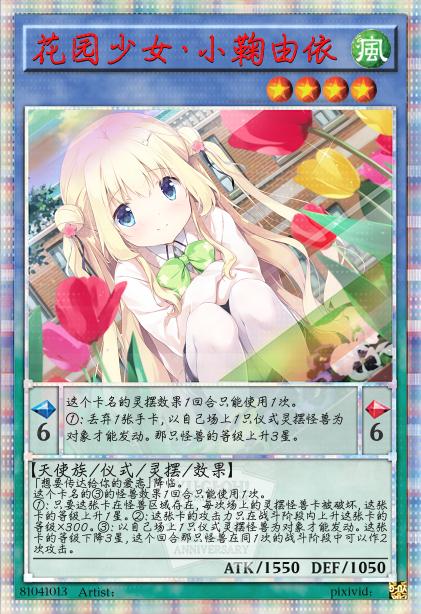 花园少女·小鞠由依
風
这个卡名的灵摆效果1回合只能使用1次。
①：丢弃1张手卡，以自己场上1只仪式灵摆怪兽为
对象才能发动。那只怪兽的等级上升3星。
6
6
【天使族/仪式/灵摆/效果】
「想要传达给你的爱恋」降临。
这个卡名的③的怪兽效果1回合只能使用1次。
①：只要这张卡在怪兽区域存在，每次场上的灵摆怪兽卡被破坏，这张
卡的等级上升1星。②：这张卡的攻击力只在战斗阶段内上升这张卡的
等级×300。③：以自己场上1只仪式灵摆怪兽为对象才能发动。这张
卡的等级下降3星，这个回合那只怪兽在同1次的战斗阶段中可以作2
次攻击。
ANNIVERSARY
ATK/1550 DEF/1050
81041013 Artist: pixivid: